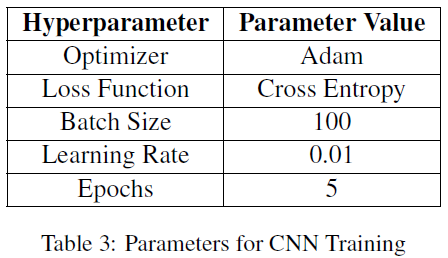 Hyperparameter Parameter Value
Optimizer Adam
Loss Function Cross Entropy
Batch Size 100
Learning Rate 0.01
Epochs 5
Table 3: Parameters for CNN Training